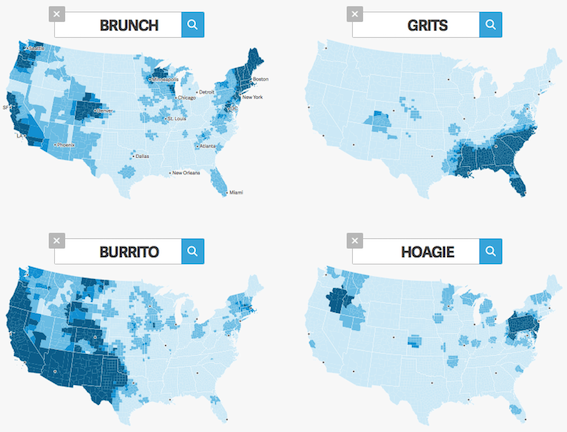 BRUNCH
GRITS
Seattle
Minneapolis
Boston
Detroit
New York
Chicago
SF
Denver
St. Louis
LA
Phoenix
Atlanta
Dallas
New Orleans
Miami
BURRITO
HOAGIE